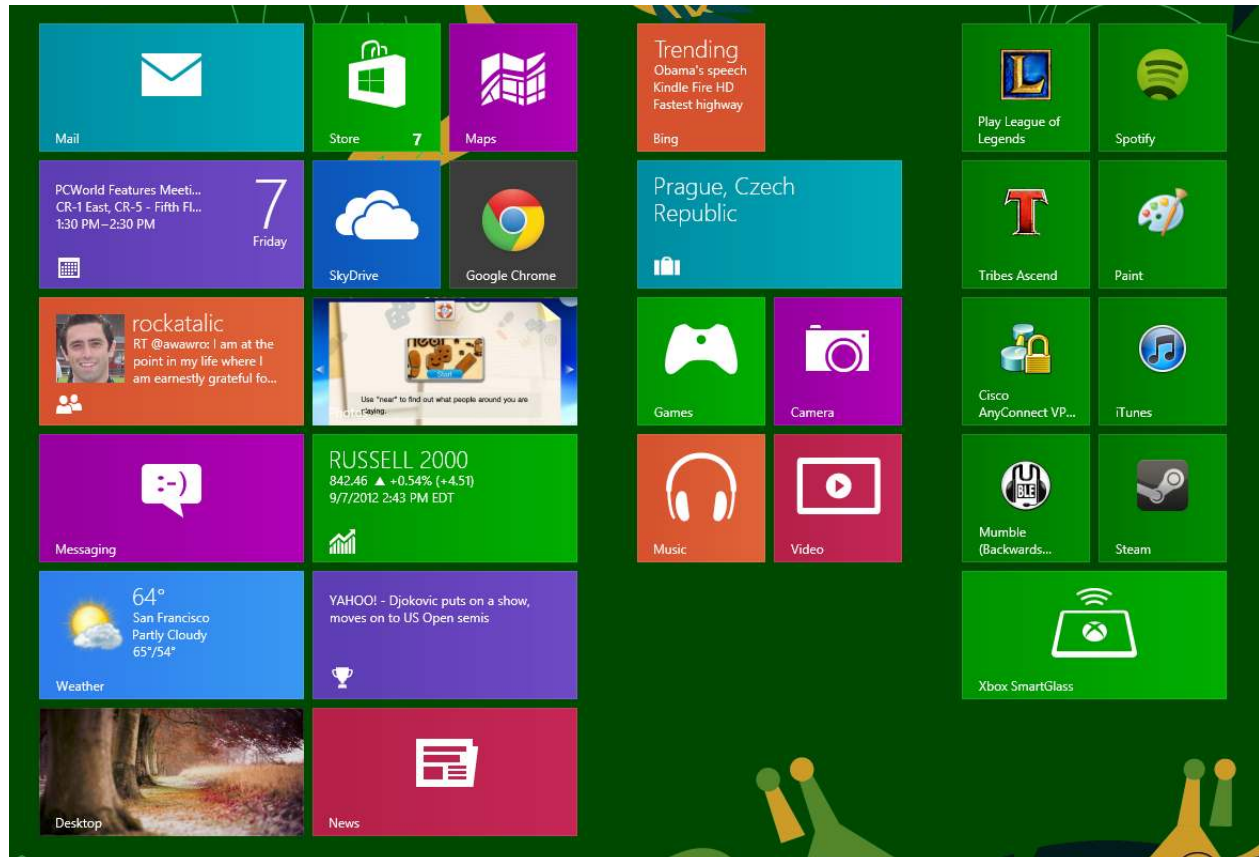 Mail
Store 7
Maps
PCWorld Features Meeti...
CR-1 East, CR-5 - Fifth Fl...
1:30 PM–2:30 PM
7
Friday
SkyDrive
Google Chrome
rockatalic
RT @awawro: I am at the
point in my life where I
am earnestly grateful fo...
near
Start
Use "near" to find out what people around you are
playing.
Photos
Messaging
:-)
RUSSELL 2000
842.46 ▲ +0.54% (+4.51)
9/7/2012 2:43 PM EDT
64°
San Francisco
Partly Cloudy
65°/54°
Weather
YAHOO! - Djokovic puts on a show,
moves on to US Open semis
Desktop
News
Trending
Obama's speech
Kindle Fire HD
Fastest highway
Bing
Prague, Czech
Republic
Games
Camera
Music
Video
L
Play League of
Legends
Spotify
T
Tribes Ascend
Paint
Cisco
AnyConnect VP...
iTunes
MUMBLE
Mumble
(Backwards...
Steam
Xbox SmartGlass